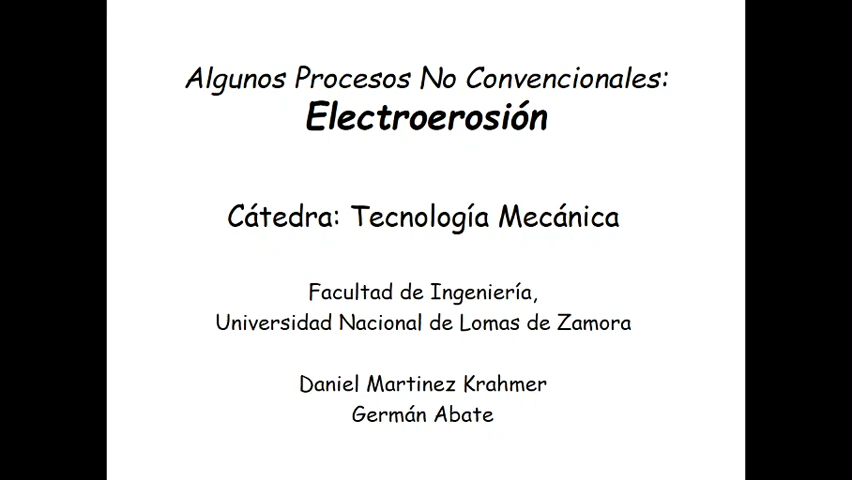 Algunos Procesos No Convencionales:
Electroerosión
Cátedra: Tecnología Mecánica
Facultad de Ingeniería,
Universidad Nacional de Lomas de Zamora
Daniel Martinez Krahmer
Germán Abate